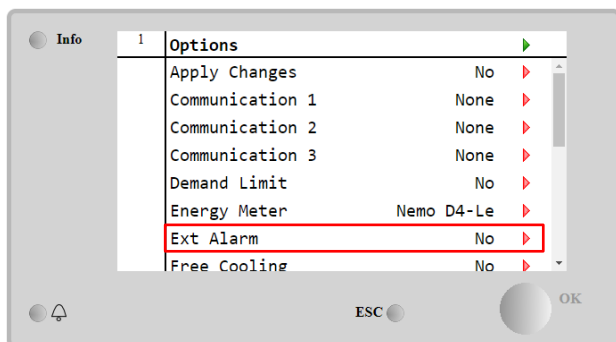 Info
1 Options
Apply Changes No
Communication 1 None
Communication 2 None
Communication 3 None
Demand Limit No
Energy Meter Nemo D4-Le
Ext Alarm No
Free Cooling No
ESC
OK